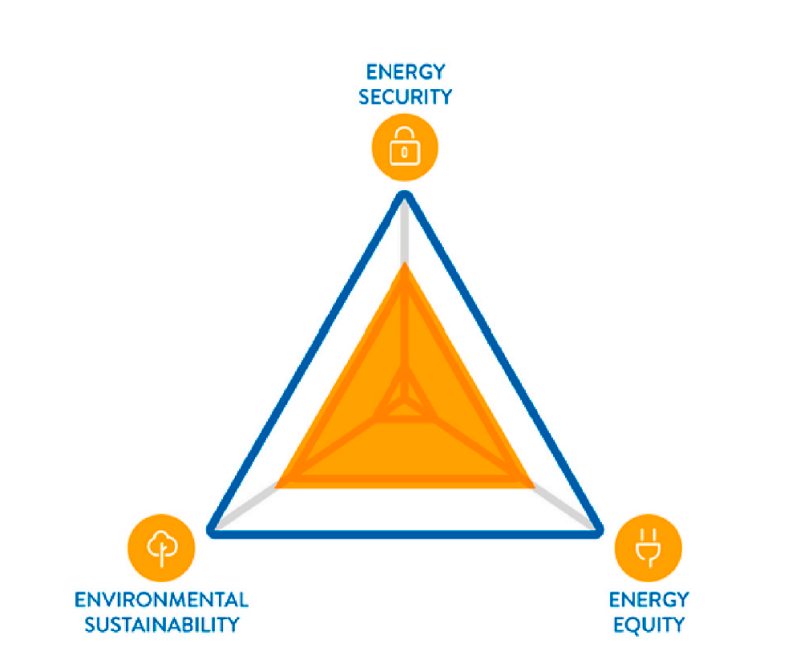 ENERGY
SECURITY
ENVIRONMENTAL
SUSTAINABILITY
ENERGY
EQUITY